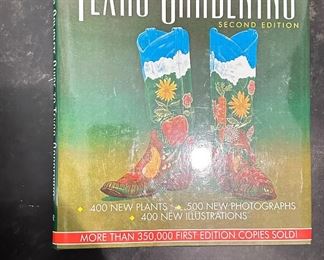 TEXAS GARDENING
SECOND EDITION
400 NEW PLANTS 500 NEW PHOTOGRAPHS
400 NEW ILLUSTRATIONS
MORE THAN 350,000 FIRST EDITION COPIES SOLD!